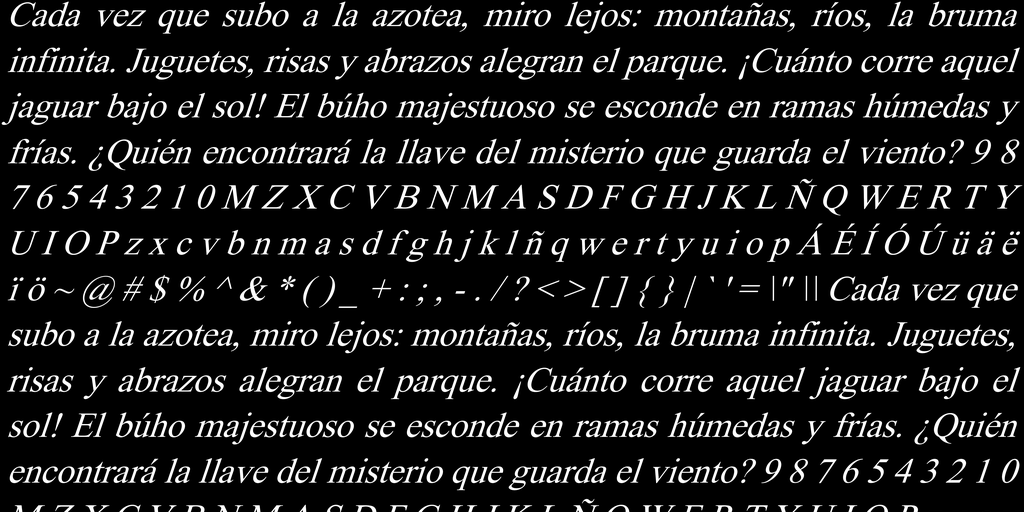 Cada vez que subo a la azotea, miro lejos: montañas, ríos, la bruma
infinita. Juguetes, risas y abrazos alegran el parque. ¡Cuánto corre aquel
jaguar bajo el sol! El búho majestuoso se esconde en ramas húmedas y
frías. ¿Quién encontrará la llave del misterio que guarda el viento? 9 8
7 6 5 4 3 2 1 0 M Z X C V B N M A S D F G H J K L Ñ Q W E R T Y
U I O P z x c v b n m a s d f g h j k l ñ q w e r t y u i o p Á É Í Ó Ú ü ä ë
ï ö ~ @ # $ % ^ & * ( ) _ + : ; , - . / ? < > [ ] { } | ` ' = \" \\ Cada vez que
subo a la azotea, miro lejos: montañas, ríos, la bruma infinita. Juguetes,
risas y abrazos alegran el parque. ¡Cuánto corre aquel jaguar bajo el
sol! El búho majestuoso se esconde en ramas húmedas y frías. ¿Quién
encontrará la llave del misterio que guarda el viento? 9 8 7 6 5 4 3 2 1 0
M Z X C V B N M A S D F G H J K L Ñ Q W E R T Y U I O P